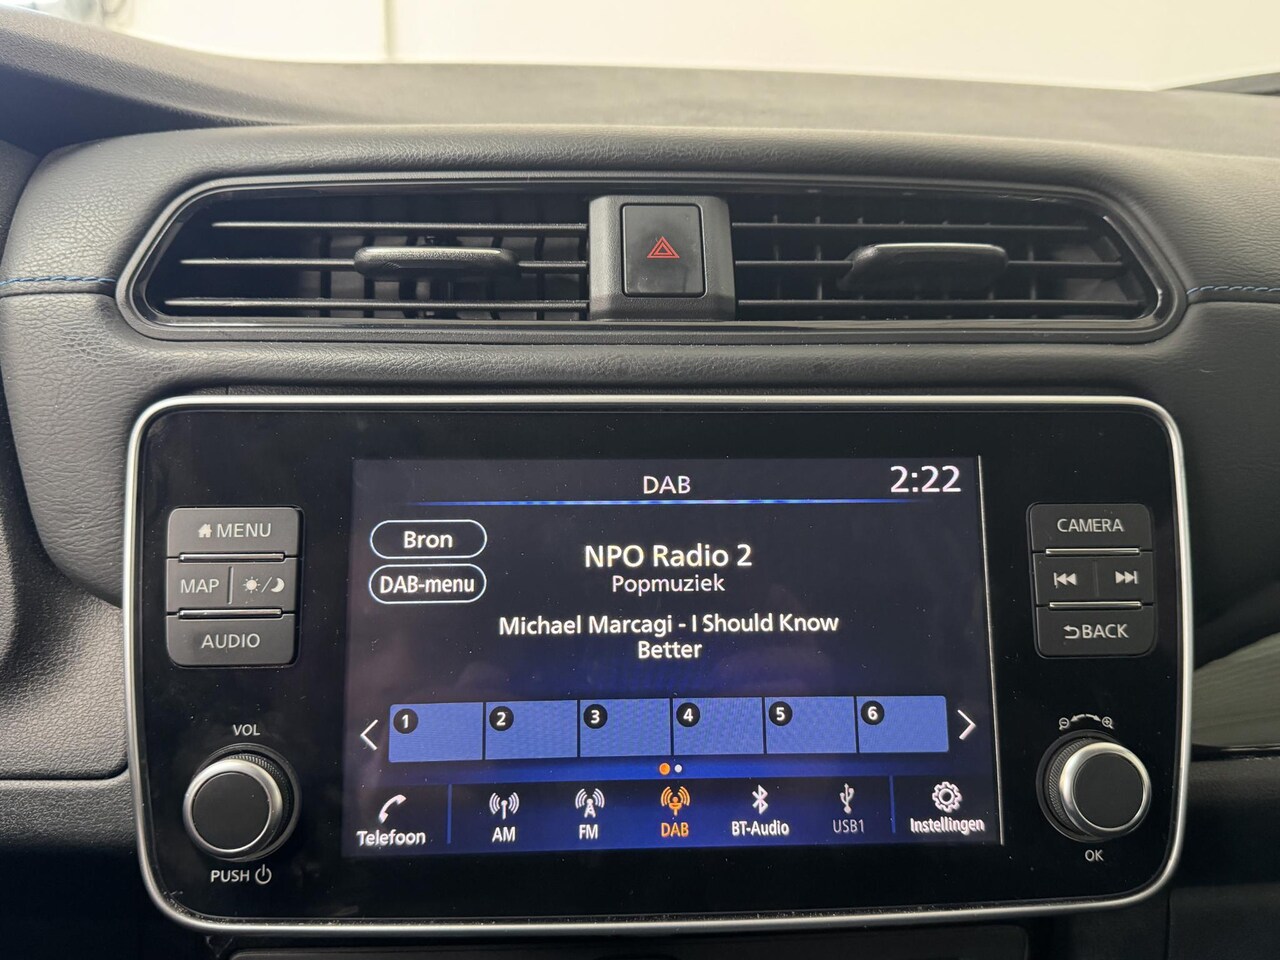 DAB
2:22
MENU
MAP
AUDIO
VOL
PUSH
Bron
DAB-menu
NPO Radio 2
Popmuziek
Michael Marcagi - I Should Know
Better
1 2 3 4 5 6
Telefoon
AM
FM
DAB
BT-Audio
USB1
Instellingen
CAMERA
BACK
OK